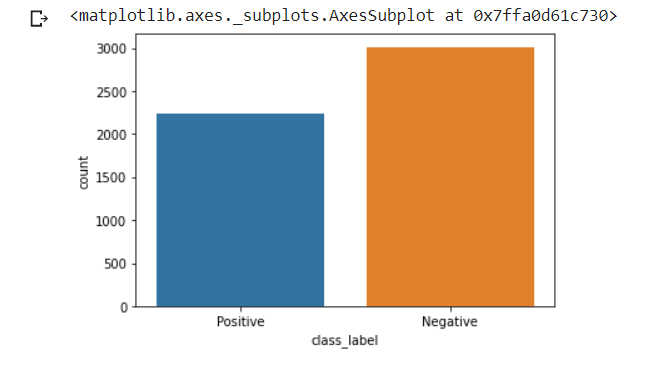 <matplotlib.axes._subplots.AxesSubplot at 0x7ffa0d61c730>
3000
2500
2000
1500
1000
500
0
count
Positive Negative
class_label